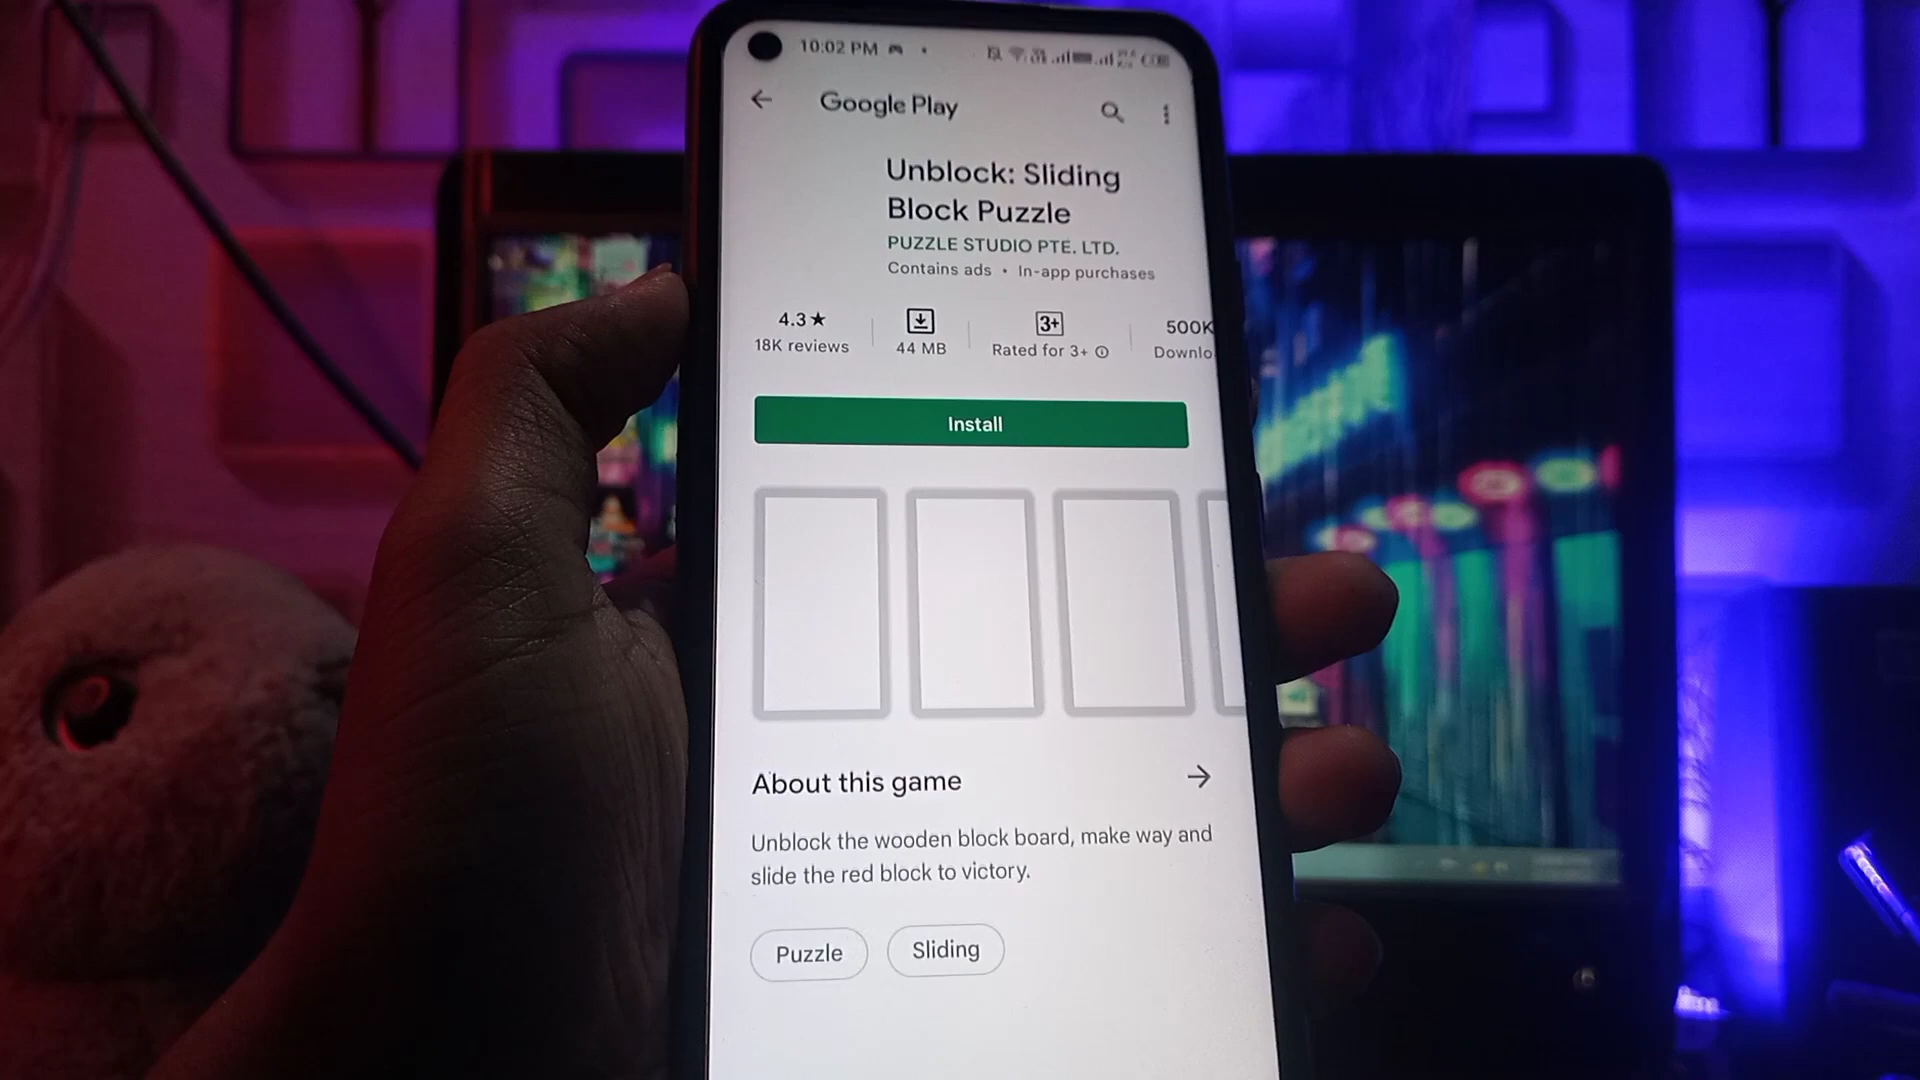 10:02 PM
Google Play
Unblock: Sliding
Block Puzzle
PUZZLE STUDIO PTE. LTD.
Contains ads • In-app purchases
4.3★
18K reviews
44 MB
3+
Rated for 3+
500K
Downlo
Install
About this game
Unblock the wooden block board, make way and
slide the red block to victory.
Puzzle
Sliding